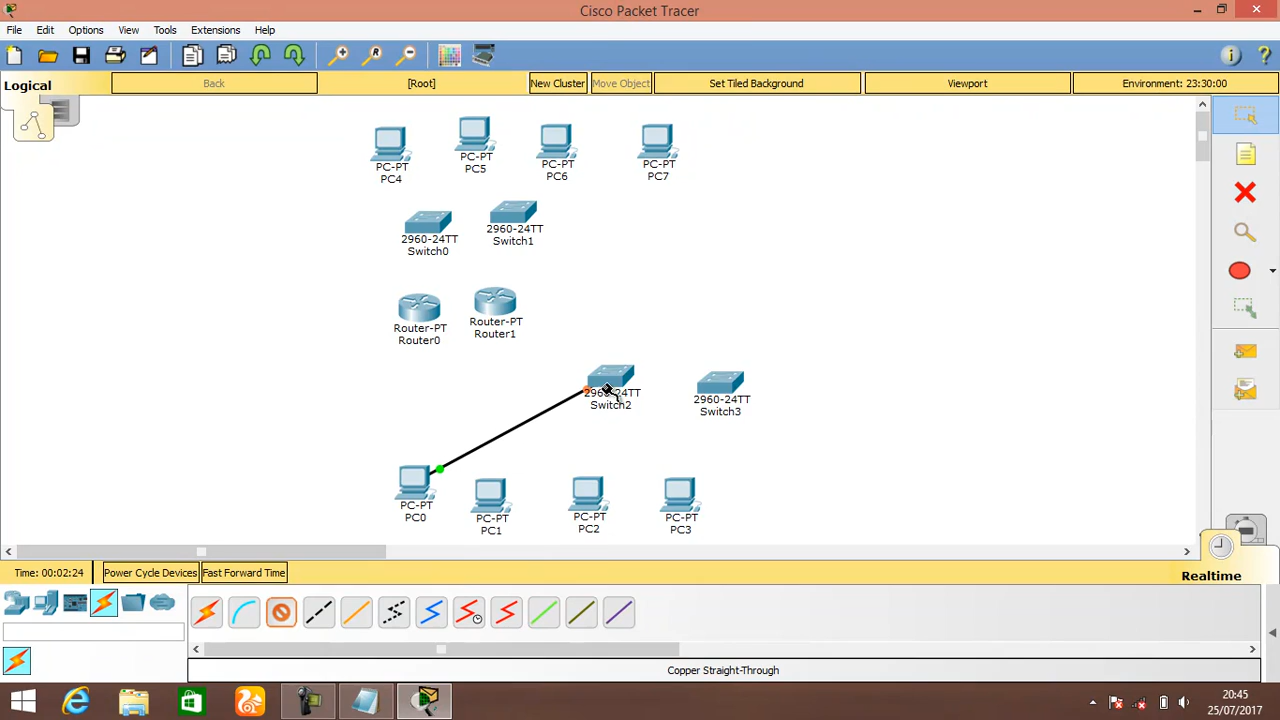 Cisco Packet Tracer
File Edit Options View Tools Extensions Help
Logical
Back
[Root]
New Cluster
Move Object
Set Tiled Background
Viewport
Environment: 23:30:00
PC-PT
PC4
PC-PT
PC5
PC-PT
PC6
PC-PT
PC7
2960-24TT
Switch0
2960-24TT
Switch1
Router-PT
Router0
Router-PT
Router1
2960-24TT
Switch2
2960-24TT
Switch3
PC-PT
PC0
PC-PT
PC1
PC-PT
PC2
PC-PT
PC3
Time: 00:02:24
Power Cycle Devices
Fast Forward Time
Realtime
Copper Straight-Through
20:45
25/07/2017